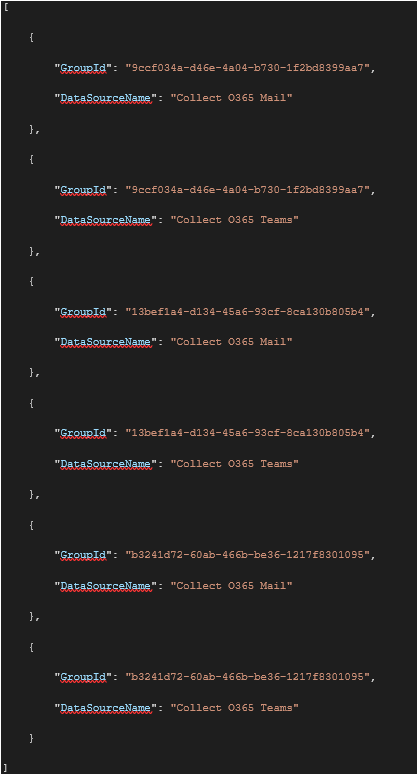 [
{
"GroupId": "9ccf034a-d46e-4a04-b730-1f2bd8399aa7",
"DataSourceName": "Collect O365 Mail"
},
{
"GroupId": "9ccf034a-d46e-4a04-b730-1f2bd8399aa7",
"DataSourceName": "Collect O365 Teams"
},
{
"GroupId": "13bef1a4-d134-45a6-93cf-8ca130b805b4",
"DataSourceName": "Collect O365 Mail"
},
{
"GroupId": "13bef1a4-d134-45a6-93cf-8ca130b805b4",
"DataSourceName": "Collect O365 Teams"
},
{
"GroupId": "b3241d72-60ab-466b-be36-1217f8301095",
"DataSourceName": "Collect O365 Mail"
},
{
"GroupId": "b3241d72-60ab-466b-be36-1217f8301095",
"DataSourceName": "Collect O365 Teams"
}
]